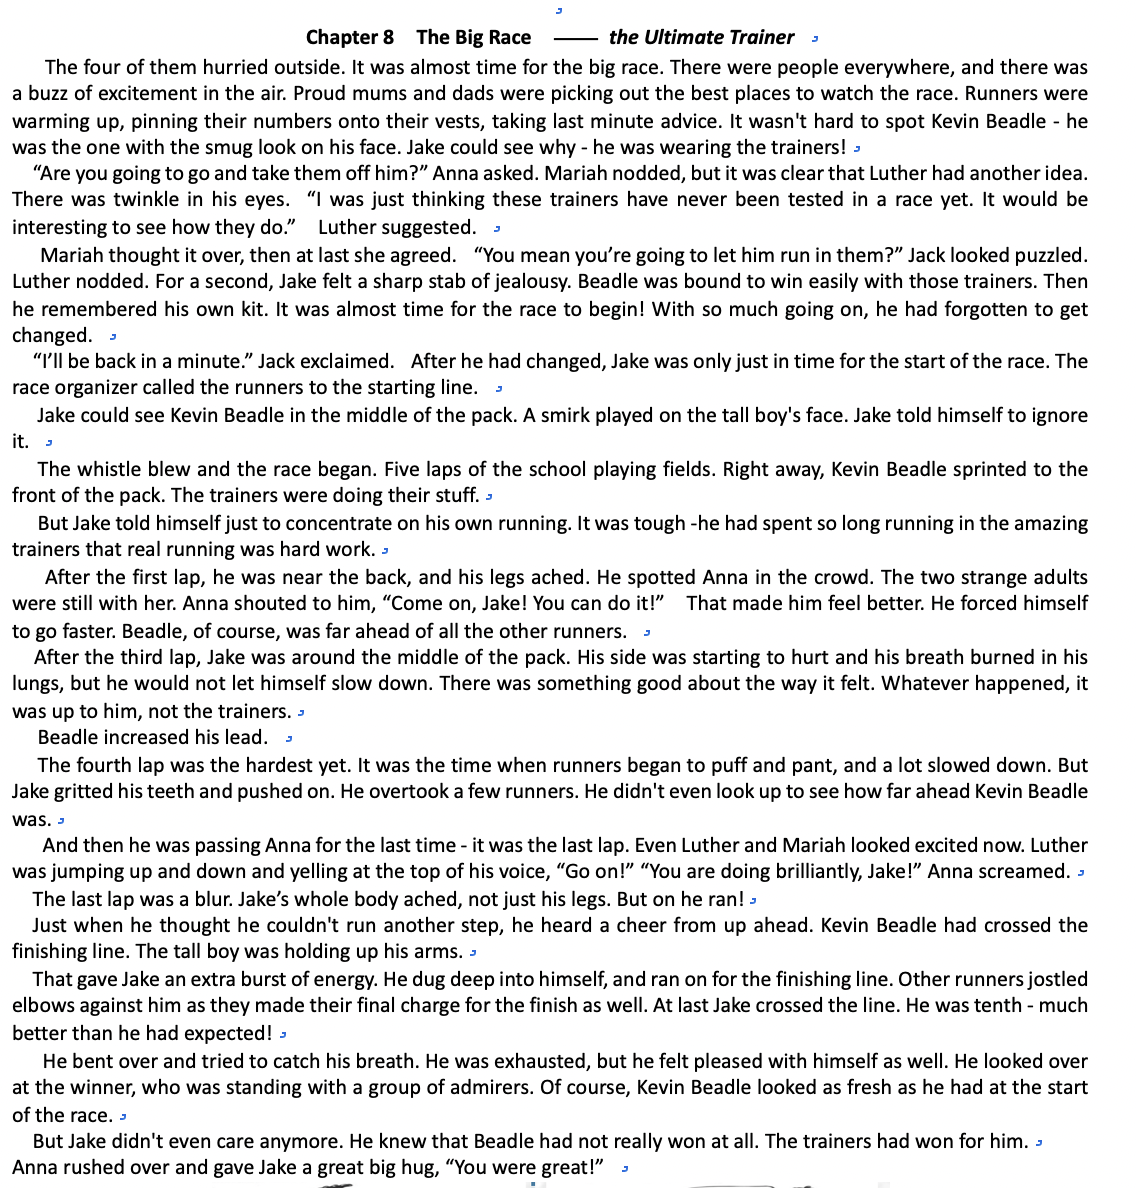 Chapter 8 The Big Race —— the Ultimate Trainer
The four of them hurried outside. It was almost time for the big race. There were people everywhere, and there was
a buzz of excitement in the air. Proud mums and dads were picking out the best places to watch the race. Runners were
warming up, pinning their numbers onto their vests, taking last minute advice. It wasn't hard to spot Kevin Beadle - he
was the one with the smug look on his face. Jake could see why - he was wearing the trainers!
“Are you going to go and take them off him?” Anna asked. Mariah nodded, but it was clear that Luther had another idea.
There was twinkle in his eyes. “I was just thinking these trainers have never been tested in a race yet. It would be
interesting to see how they do.” Luther suggested.
Mariah thought it over, then at last she agreed. “You mean you’re going to let him run in them?” Jack looked puzzled.
Luther nodded. For a second, Jake felt a sharp stab of jealousy. Beadle was bound to win easily with those trainers. Then
he remembered his own kit. It was almost time for the race to begin! With so much going on, he had forgotten to get
changed.
“I’ll be back in a minute.” Jack exclaimed. After he had changed, Jake was only just in time for the start of the race. The
race organizer called the runners to the starting line.
Jake could see Kevin Beadle in the middle of the pack. A smirk played on the tall boy's face. Jake told himself to ignore
it.
The whistle blew and the race began. Five laps of the school playing fields. Right away, Kevin Beadle sprinted to the
front of the pack. The trainers were doing their stuff.
But Jake told himself just to concentrate on his own running. It was tough -he had spent so long running in the amazing
trainers that real running was hard work.
After the first lap, he was near the back, and his legs ached. He spotted Anna in the crowd. The two strange adults
were still with her. Anna shouted to him, “Come on, Jake! You can do it!” That made him feel better. He forced himself
to go faster. Beadle, of course, was far ahead of all the other runners.
After the third lap, Jake was around the middle of the pack. His side was starting to hurt and his breath burned in his
lungs, but he would not let himself slow down. There was something good about the way it felt. Whatever happened, it
was up to him, not the trainers.
Beadle increased his lead.
The fourth lap was the hardest yet. It was the time when runners began to puff and pant, and a lot slowed down. But
Jake gritted his teeth and pushed on. He overtook a few runners. He didn't even look up to see how far ahead Kevin Beadle
was.
And then he was passing Anna for the last time - it was the last lap. Even Luther and Mariah looked excited now. Luther
was jumping up and down and yelling at the top of his voice, “Go on!” “You are doing brilliantly, Jake!” Anna screamed.
The last lap was a blur. Jake’s whole body ached, not just his legs. But on he ran!
Just when he thought he couldn't run another step, he heard a cheer from up ahead. Kevin Beadle had crossed the
finishing line. The tall boy was holding up his arms.
That gave Jake an extra burst of energy. He dug deep into himself, and ran on for the finishing line. Other runners jostled
elbows against him as they made their final charge for the finish as well. At last Jake crossed the line. He was tenth - much
better than he had expected!
He bent over and tried to catch his breath. He was exhausted, but he felt pleased with himself as well. He looked over
at the winner, who was standing with a group of admirers. Of course, Kevin Beadle looked as fresh as he had at the start
of the race.
But Jake didn't even care anymore. He knew that Beadle had not really won at all. The trainers had won for him.
Anna rushed over and gave Jake a great big hug, “You were great!”